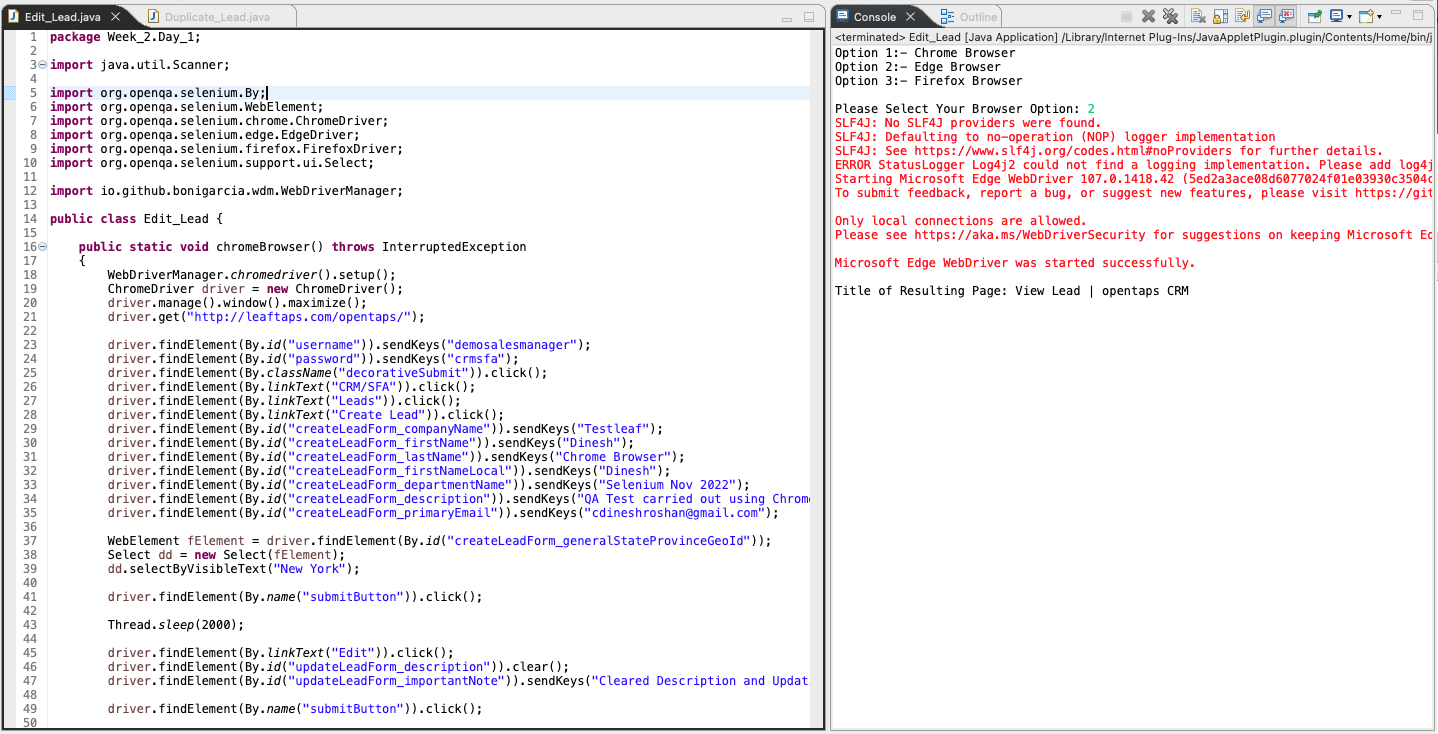 Edit_Lead.java
Duplicate_Lead.java
1 package Week_2.Day_1;
2
3 import java.util.Scanner;
4
5 import org.openqa.selenium.By;
6 import org.openqa.selenium.WebElement;
7 import org.openqa.selenium.chrome.ChromeDriver;
8 import org.openqa.selenium.edge.EdgeDriver;
9 import org.openqa.selenium.firefox.FirefoxDriver;
10 import org.openqa.selenium.support.ui.Select;
11
12 import io.github.bonigarcia.wdm.WebDriverManager;
13
14 public class Edit_Lead {
15
16 public static void chromeBrowser() throws InterruptedException
17 {
18 WebDriverManager.chromedriver().setup();
19 ChromeDriver driver = new ChromeDriver();
20 driver.manage().window().maximize();
21 driver.get("http://leaftaps.com/opentaps/");
22
23 driver.findElement(By.id("username")).sendKeys("demosalesmanager");
24 driver.findElement(By.id("password")).sendKeys("crmsfa");
25 driver.findElement(By.className("decorativeSubmit")).click();
26 driver.findElement(By.linkText("CRM/SFA")).click();
27 driver.findElement(By.linkText("Leads")).click();
28 driver.findElement(By.linkText("Create Lead")).click();
29 driver.findElement(By.id("createLeadForm_companyName")).sendKeys("Testleaf");
30 driver.findElement(By.id("createLeadForm_firstName")).sendKeys("Dinesh");
31 driver.findElement(By.id("createLeadForm_lastName")).sendKeys("Chrome Browser");
32 driver.findElement(By.id("createLeadForm_firstNameLocal")).sendKeys("Dinesh");
33 driver.findElement(By.id("createLeadForm_departmentName")).sendKeys("Selenium Nov 2022");
34 driver.findElement(By.id("createLeadForm_description")).sendKeys("QA Test carried out using Chrom
35 driver.findElement(By.id("createLeadForm_primaryEmail")).sendKeys("cdineshroshan@gmail.com");
36
37 WebElement fElement = driver.findElement(By.id("createLeadForm_generalStateProvinceGeoId"));
38 Select dd = new Select(fElement);
39 dd.selectByVisibleText("New York");
40
41 driver.findElement(By.name("submitButton")).click();
42
43 Thread.sleep(2000);
44
45 driver.findElement(By.linkText("Edit")).click();
46 driver.findElement(By.id("updateLeadForm_description")).clear();
47 driver.findElement(By.id("updateLeadForm_importantNote")).sendKeys("Cleared Description and Updat
48
49 driver.findElement(By.name("submitButton")).click();
50
Console
Outline
<terminated> Edit_Lead [Java Application] /Library/Internet Plug-Ins/JavaAppletPlugin.plugin/Contents/Home/bin/j
Option 1:- Chrome Browser
Option 2:- Edge Browser
Option 3:- Firefox Browser
Please Select Your Browser Option: 2
SLF4J: No SLF4J providers were found.
SLF4J: Defaulting to no-operation (NOP) logger implementation
SLF4J: See https://www.slf4j.org/codes.html#noProviders for further details.
ERROR StatusLogger Log4j2 could not find a logging implementation. Please add log4j
Starting Microsoft Edge WebDriver 107.0.1418.42 (5ed2a3ace08d6077024f01e03930c3504c
To submit feedback, report a bug, or suggest new features, please visit https://git
Only local connections are allowed.
Please see https://aka.ms/WebDriverSecurity for suggestions on keeping Microsoft Ed
Microsoft Edge WebDriver was started successfully.
Title of Resulting Page: View Lead | opentaps CRM